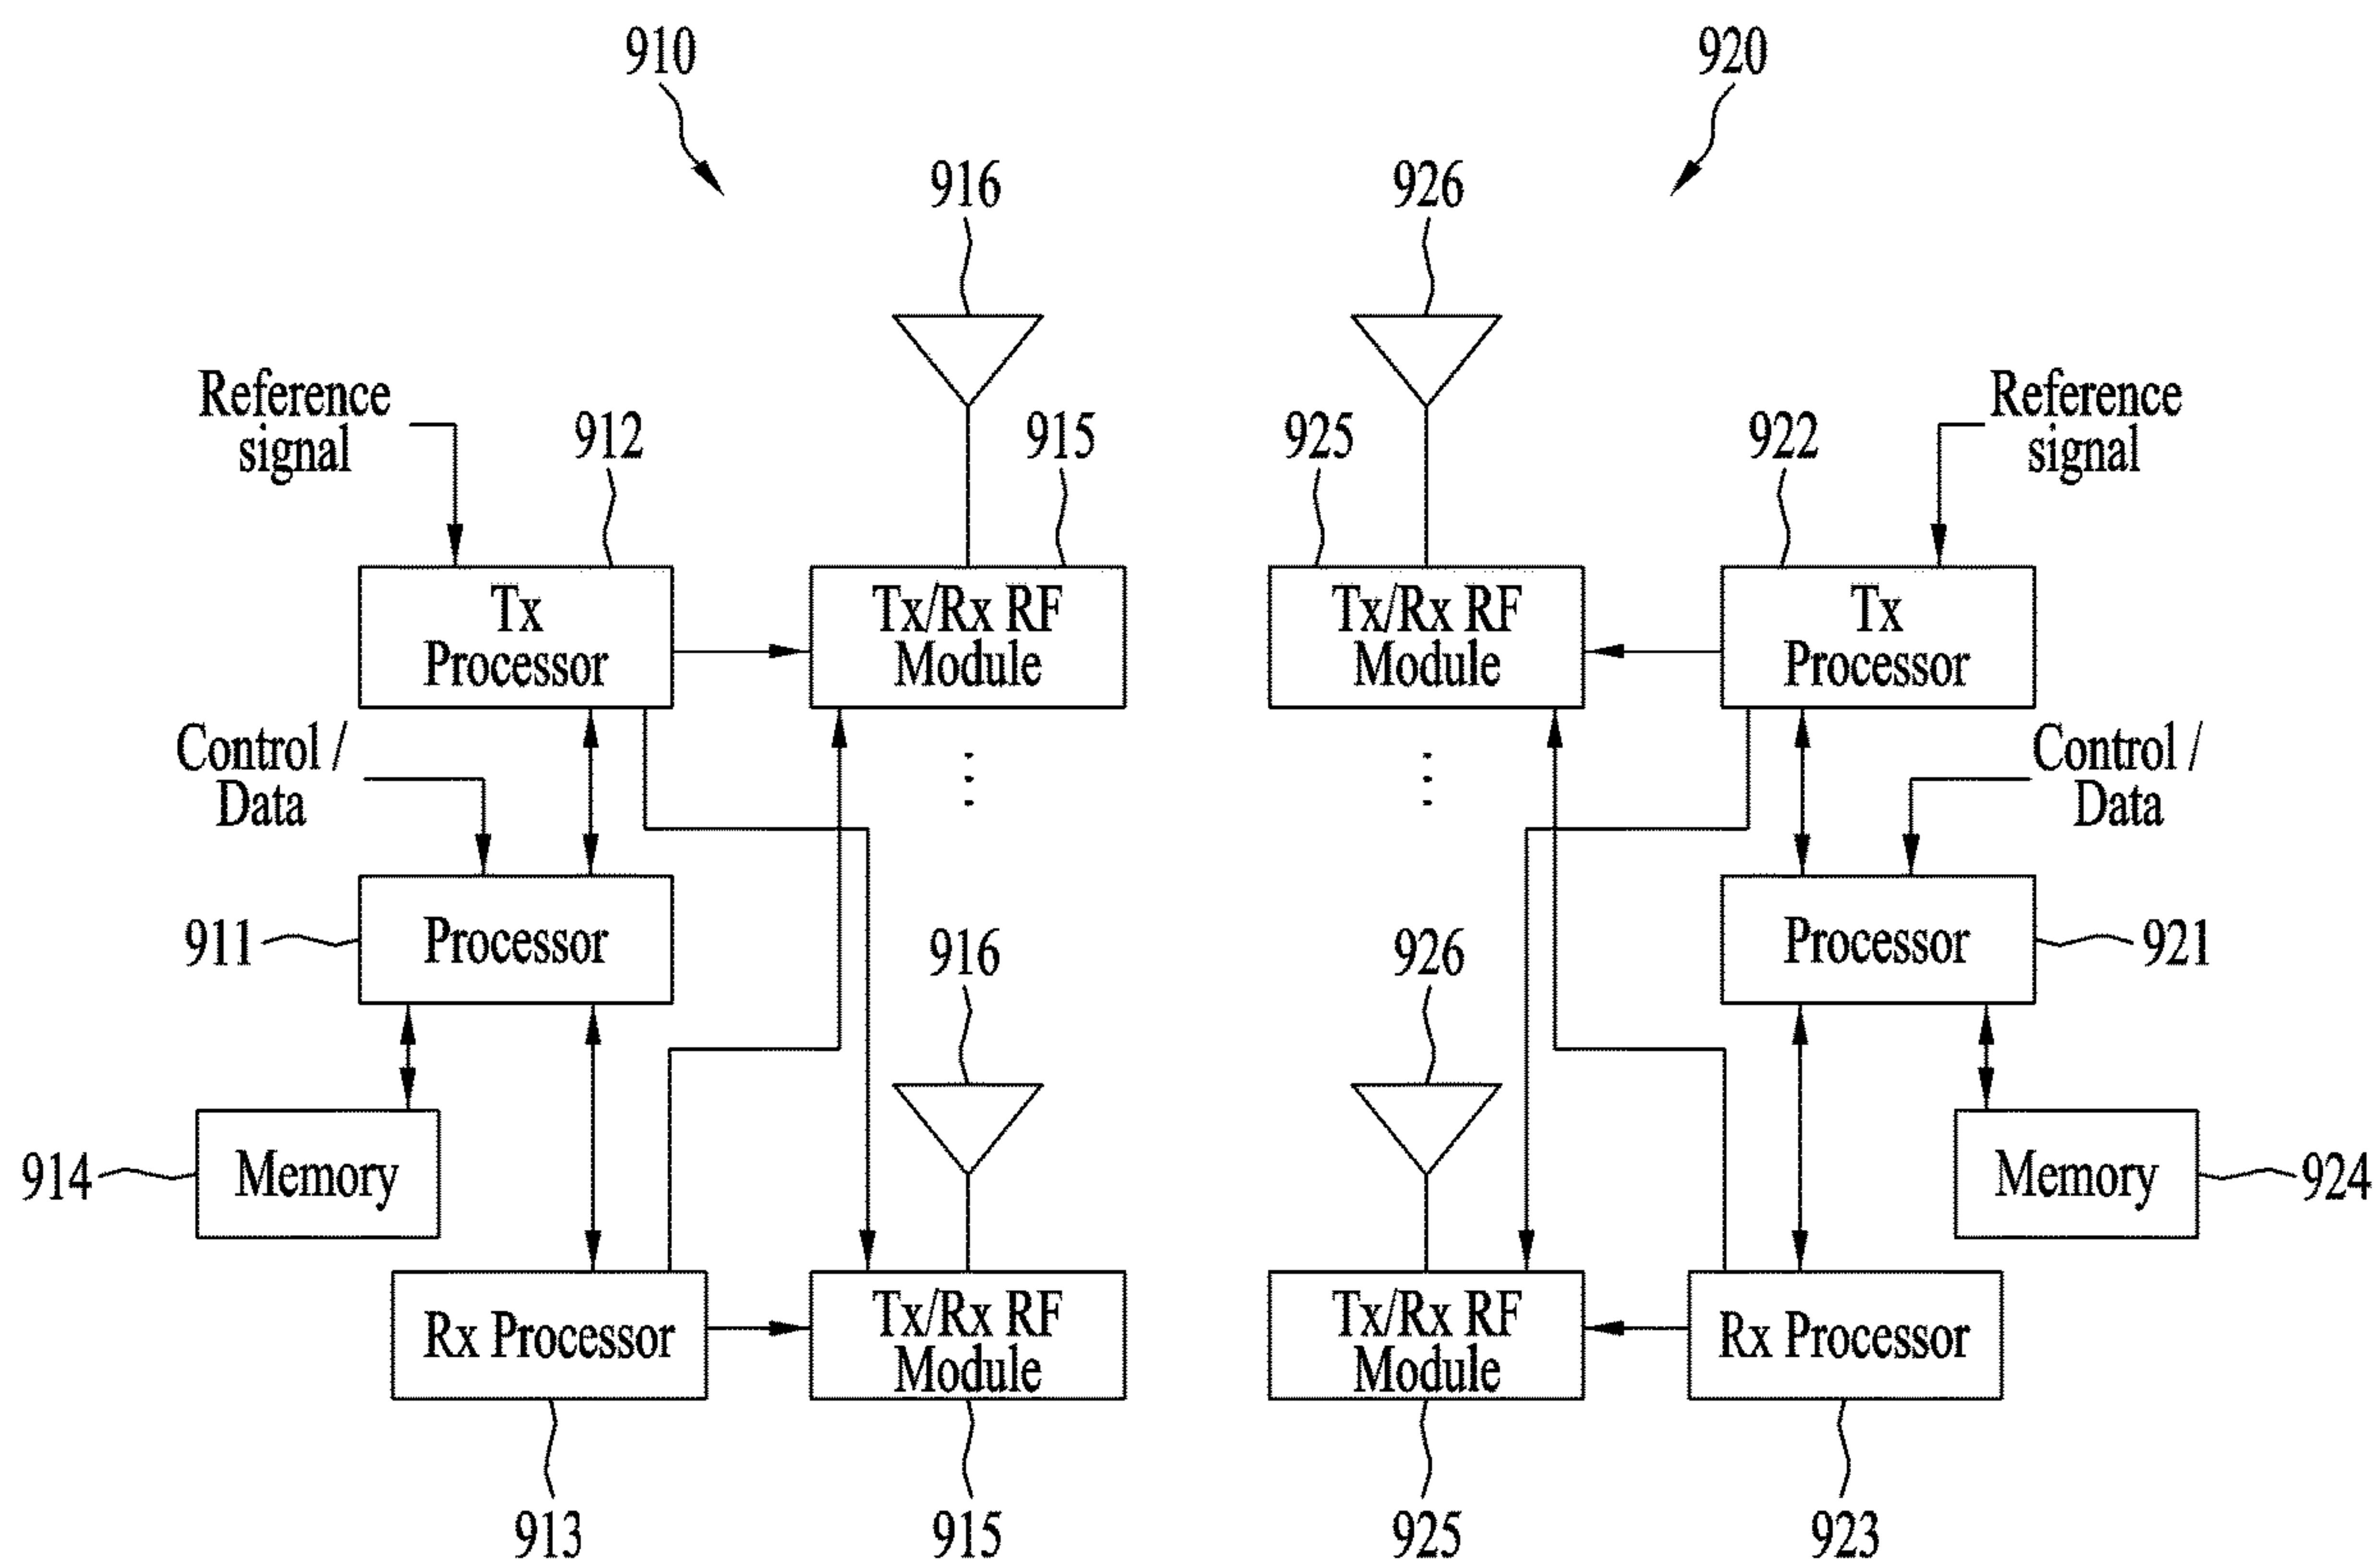 910
920
916
926
Reference
signal
912
915
925
922
Reference
signal
Tx
Processor
Tx/Rx RF
Module
Tx/Rx RF
Module
Tx
Processor
Control /
Data
Control /
Data
911
Processor
916
926
Processor
921
914
Memory
Memory
924
Rx Processor
Tx/Rx RF
Module
Tx/Rx RF
Module
Rx Processor
913
915
925
923